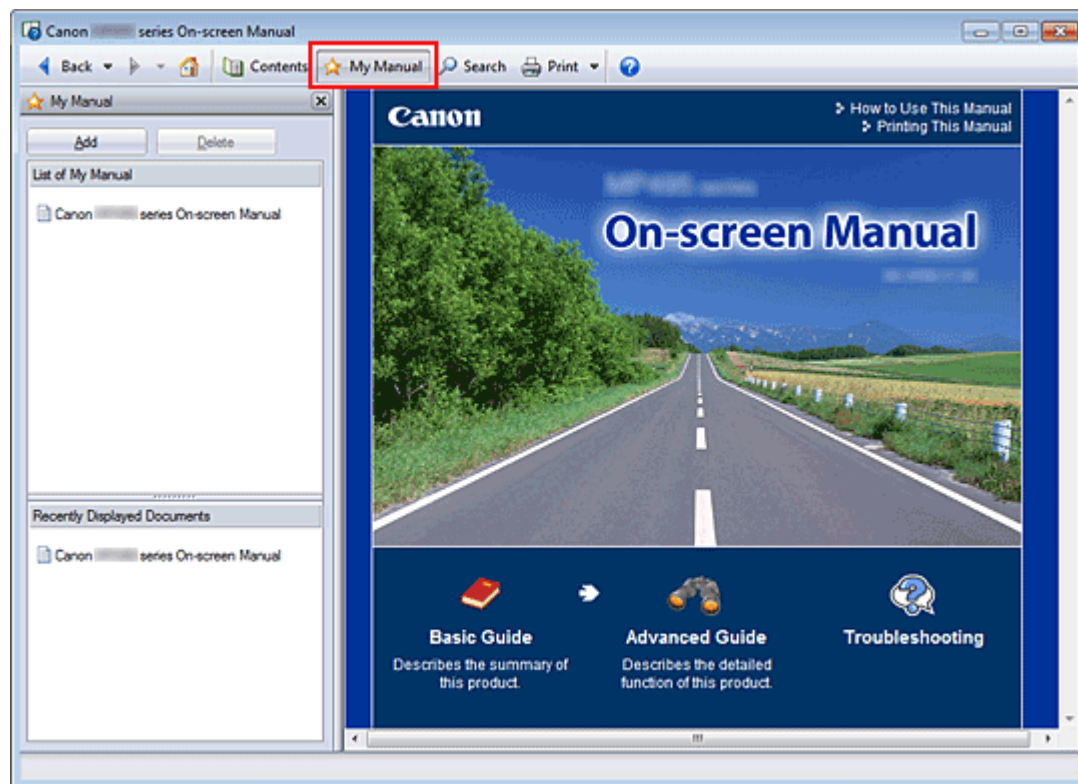 Canon series On-screen Manual
Back
Contents
My Manual
Search
Print
My Manual
Add
Delete
List of My Manual
Canon series On-screen Manual
Recently Displayed Documents
Canon series On-screen Manual
Canon
How to Use This Manual
Printing This Manual
series
On-screen Manual
Basic Guide
Describes the summary of
this product.
Advanced Guide
Describes the detailed
function of this product.
Troubleshooting